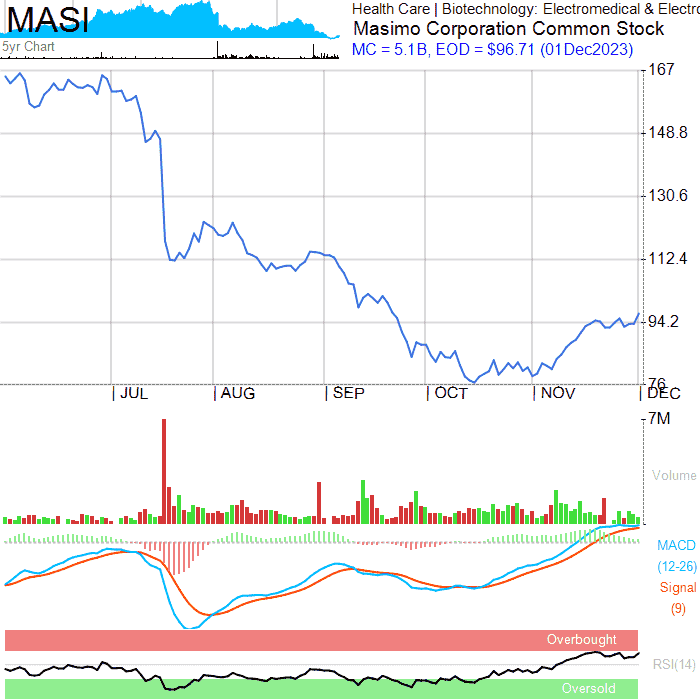 MASI
5yr Chart
Health Care | Biotechnology: Electromedical & Electro
Masimo Corporation Common Stock
MC = 5.1B, EOD = $96.71 (01Dec2023)
167
148.8
130.6
112.4
94.2
76
| JUL | AUG | SEP | OCT | NOV | DEC
7M
Volume
MACD
(12-26)
Signal
(9)
Overbought
RSI(14)
Oversold